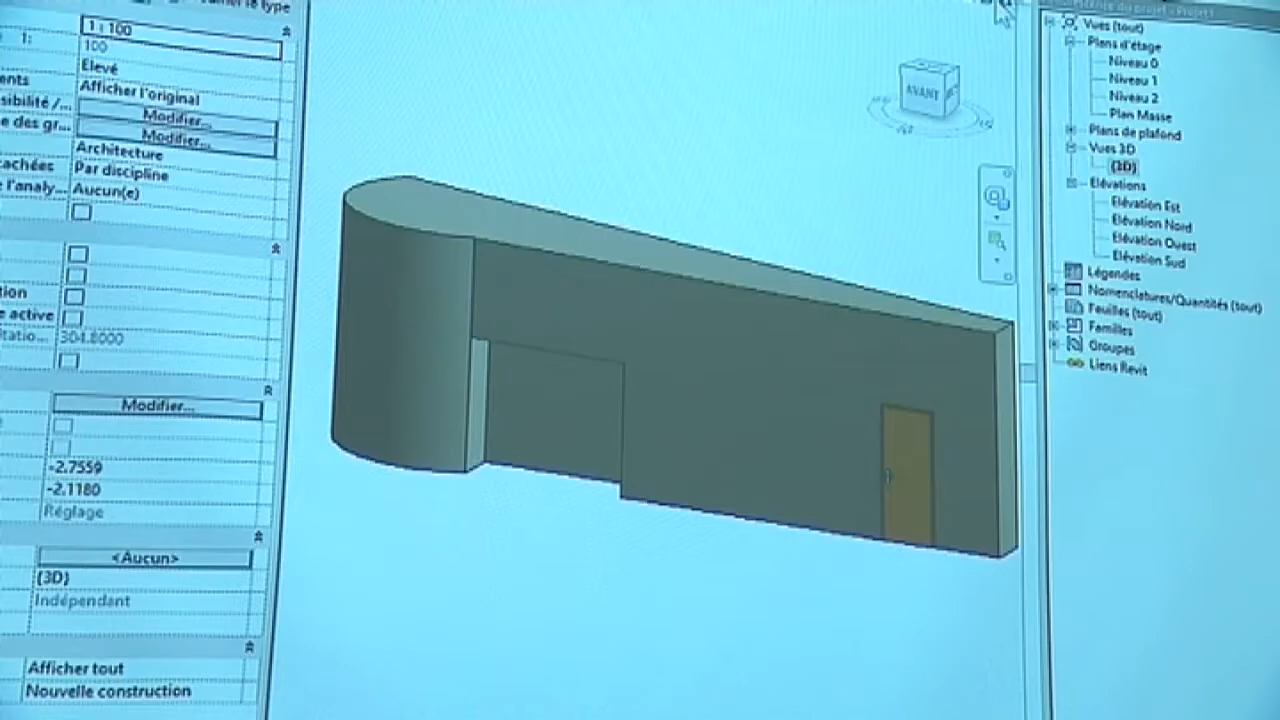 le type
1 : 100
1:
100
Elevé
ents
Afficher l'original
sibilité /...
Modifier...
e des gr...
Modifier...
Architecture
tachées
Par discipline
l'analy...
Aucun(e)
tion
e active
304.8000
Modifier...
-2.7559
-2.1180
Réglage
<Aucun>
{3D}
Indépendant
Afficher tout
Nouvelle construction
AVANT
Vues (tout)
Plans d'étage
Niveau 0
Niveau 1
Niveau 2
Plan Masse
Plans de plafond
Vues 3D
{3D}
Elévations
Elévation Est
Elévation Nord
Elévation Ouest
Elévation Sud
Légendes
Nomenclatures/Quantités (tout)
Feuilles (tout)
Familles
Groupes
Liens Revit